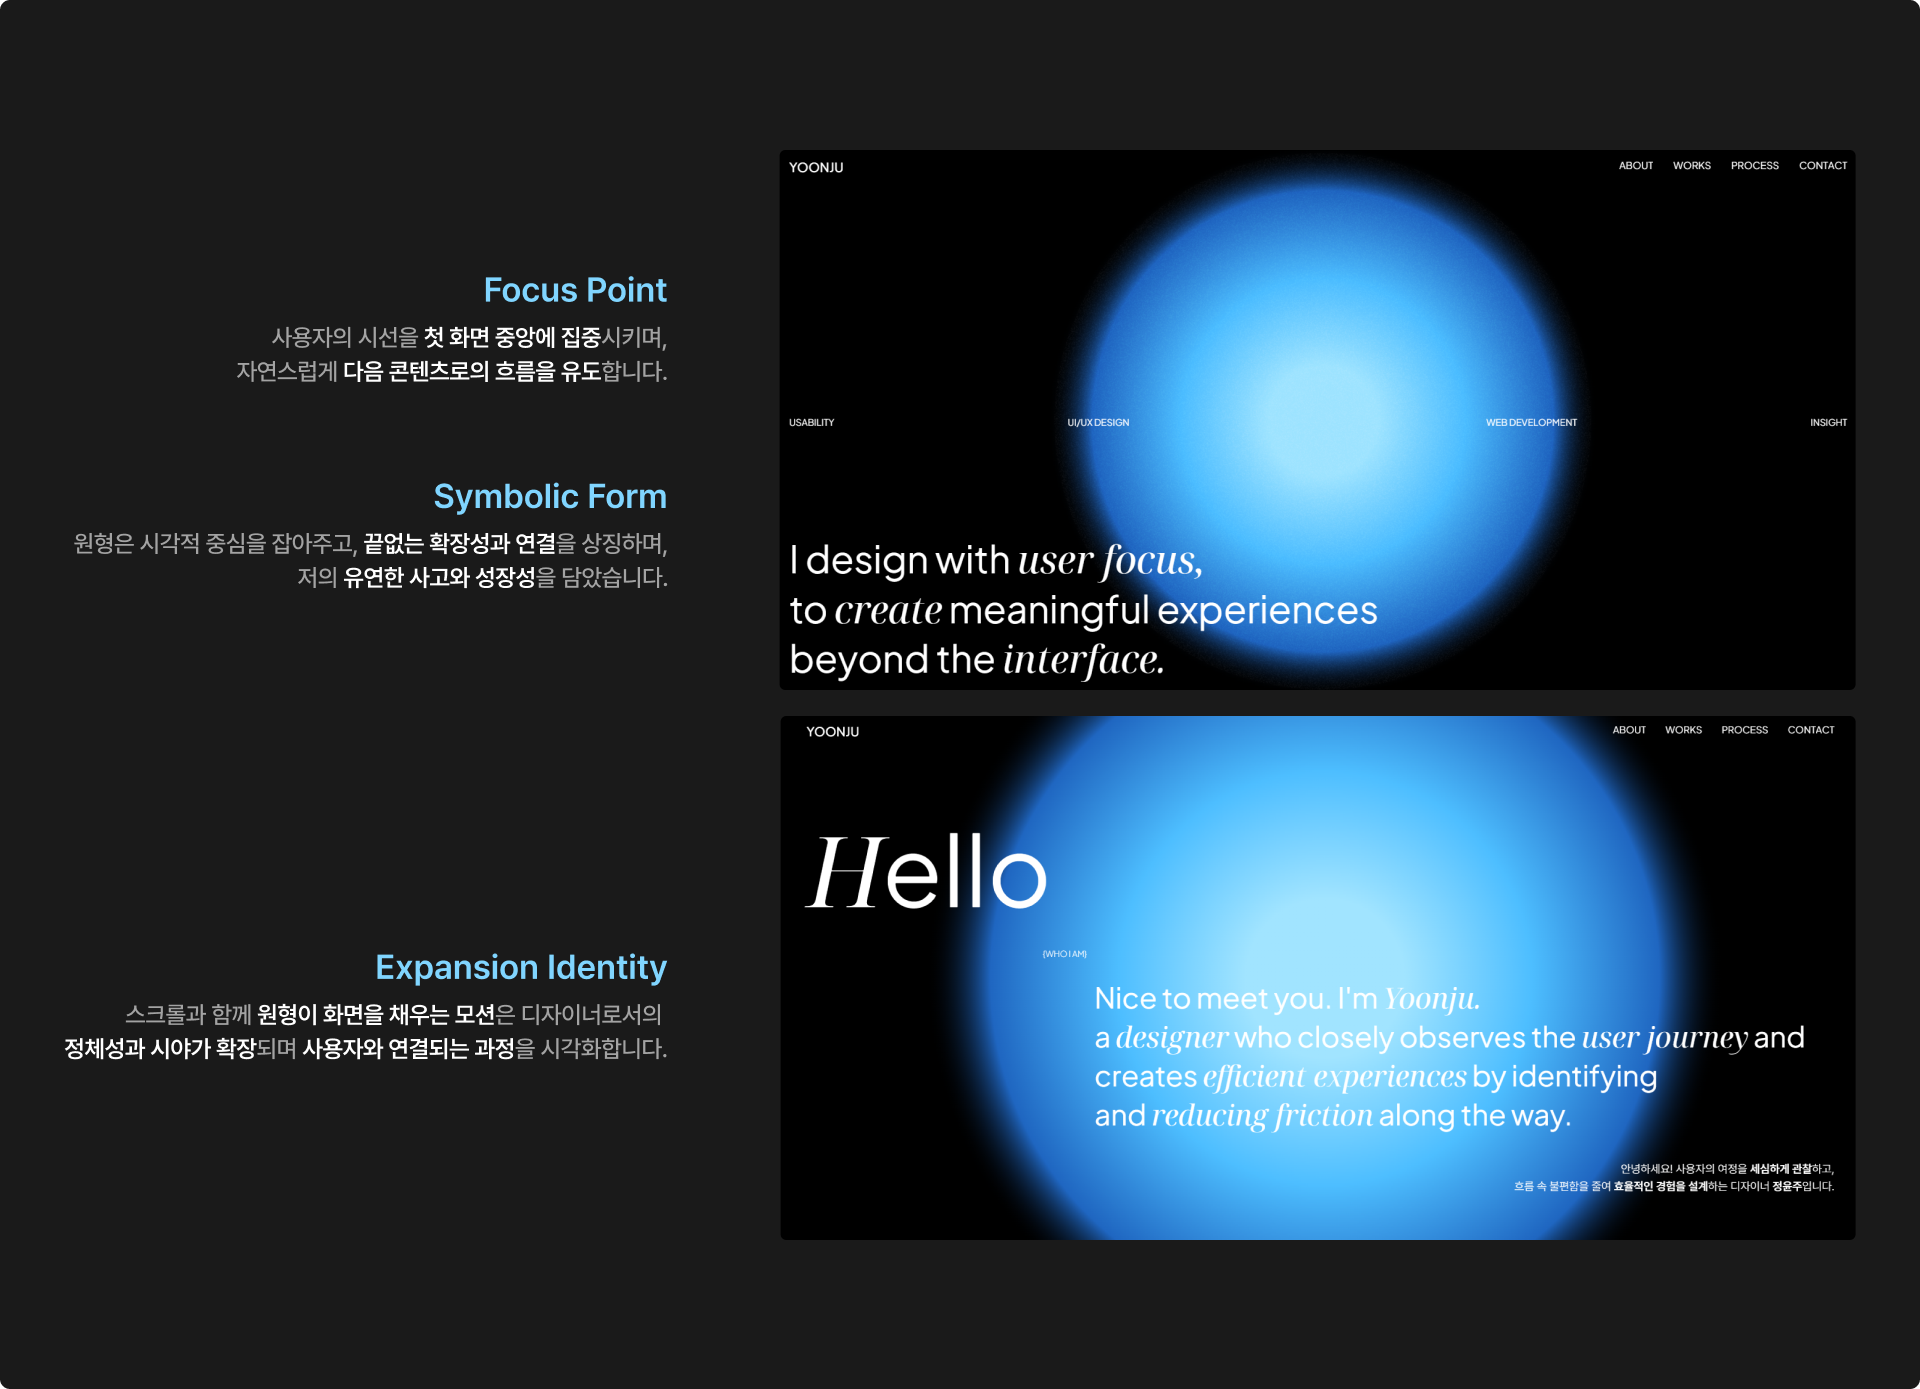 Focus Point
사용자의 시선을 첫 화면 중앙에 집중시키며,
자연스럽게 다음 콘텐츠로의 흐름을 유도합니다.
Symbolic Form
원형은 시각적 중심을 잡아주고, 끝없는 확장성과 연결을 상징하며,
저의 유연한 사고와 성장성을 담았습니다.
Expansion Identity
스크롤과 함께 원형이 화면을 채우는 모션은 디자이너로서의
정체성과 시야가 확장되며 사용자와 연결되는 과정을 시각화합니다.
YOONJU
ABOUT WORKS PROCESS CONTACT
USABILITY UI/UX DESIGN WEB DEVELOPMENT INSIGHT
I design with user focus,
to create meaningful experiences
beyond the interface.
YOONJU
ABOUT WORKS PROCESS CONTACT
Hello
{WHO I AM}
Nice to meet you. I'm Yoonju.
a designer who closely observes the user journey and
creates efficient experiences by identifying
and reducing friction along the way.
안녕하세요! 사용자의 여정을 세심하게 관찰하고,
흐름 속 불편함을 줄여 효율적인 경험을 설계하는 디자이너 정윤주입니다.